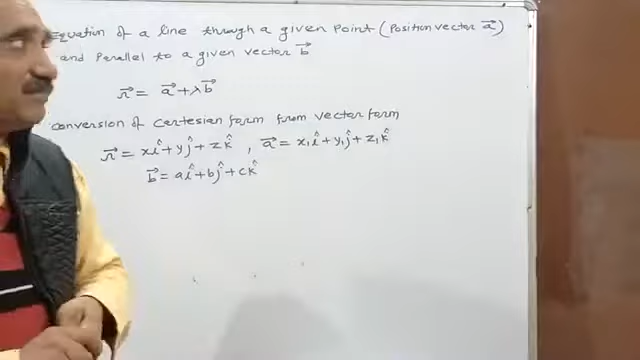 Equation of a line through a given point (Position vector a⃗)
and Parallel to a given vector b⃗
r⃗ = a⃗ + λb⃗
Conversion of Cartesian form from vector form
r⃗ = xî + yĵ + zk̂ , a⃗ = x₁î + y₁ĵ + z₁k̂
b⃗ = aî + bĵ + ck̂